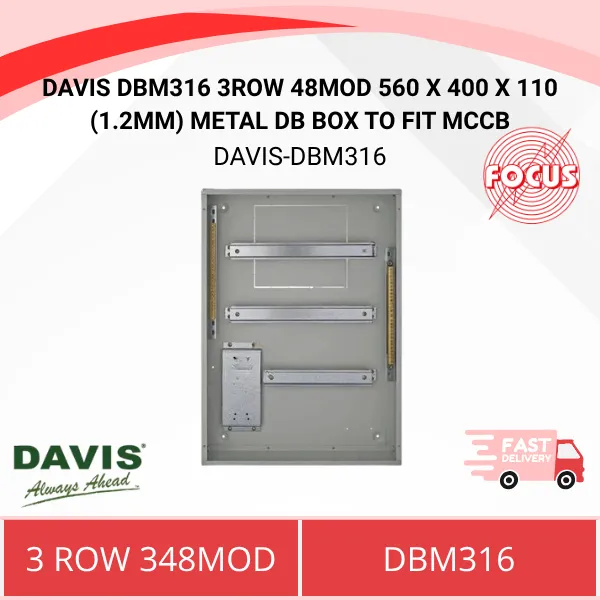 DAVIS DBM316 3ROW 48MOD 560 X 400 X 110
(1.2MM) METAL DB BOX TO FIT MCCB
DAVIS-DBM316
FOCUS
DAVIS®
Always Ahead™
FAST
DELIVERY
3 ROW 348MOD
DBM316